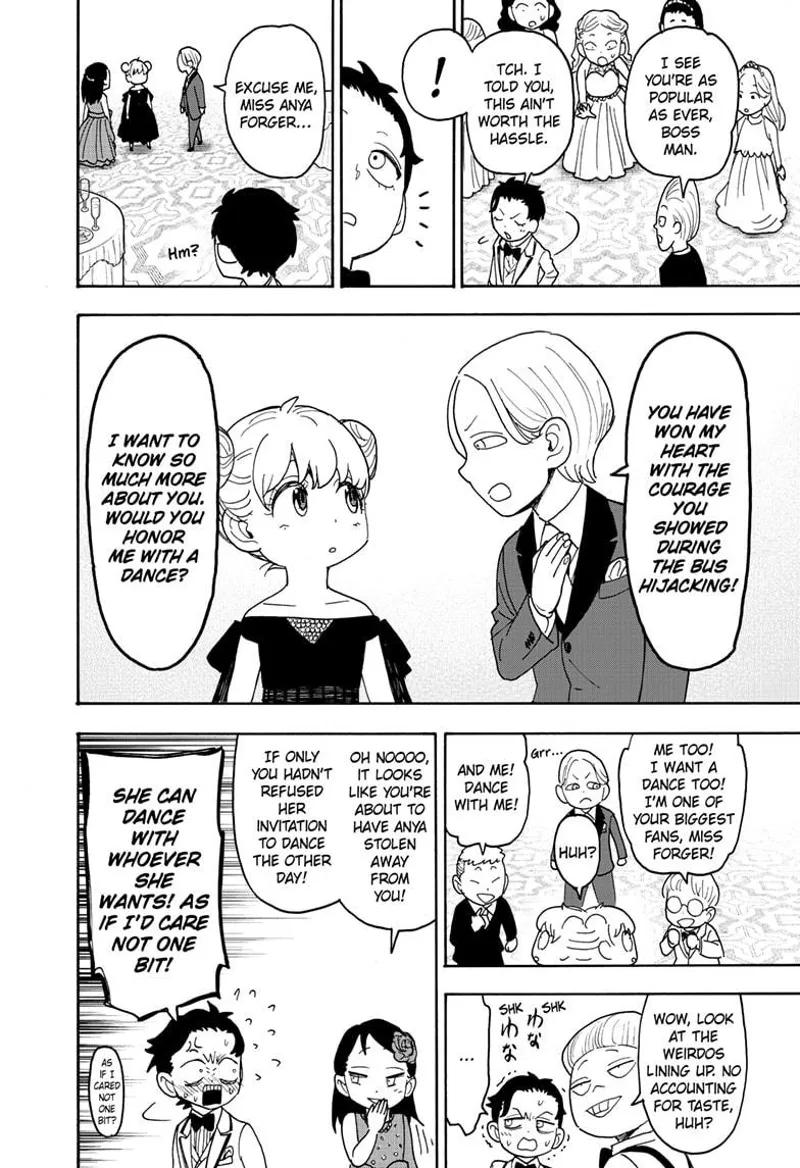 I SEE
YOU'RE AS
POPULAR
AS EVER,
BOSS
MAN.
TCH. I
TOLD YOU,
THIS AIN'T
WORTH THE
HASSLE.
!
EXCUSE ME,
MISS ANYA
FORGER...
Hm?
YOU HAVE
WON MY
HEART
WITH THE
COURAGE
YOU
SHOWED
DURING
THE BUS
HIJACKING!
I WANT TO
KNOW SO
MUCH MORE
ABOUT YOU.
WOULD YOU
HONOR
ME WITH A
DANCE?
ME TOO!
I WANT A
DANCE TOO!
I'M ONE OF
YOUR BIGGEST
FANS, MISS
FORGER!
Grr...
AND ME!
DANCE
WITH ME!
HUH?
WOW, LOOK
AT THE
WEIRDOS
LINING UP. NO
ACCOUNTING
FOR TASTE,
HUH?
SHK
わな
SHK
わな
...
OH NOOOO,
IT LOOKS
LIKE YOU'RE
ABOUT TO
HAVE ANYA
STOLEN
AWAY
FROM
YOU!
IF ONLY
YOU HADN'T
REFUSED
HER
INVITATION
TO DANCE
THE OTHER
DAY!
SHE CAN
DANCE
WITH
WHOEVER
SHE
WANTS! AS
IF I'D CARE
NOT ONE
BIT!
AS
IF I
CARED
NOT
ONE
BIT?